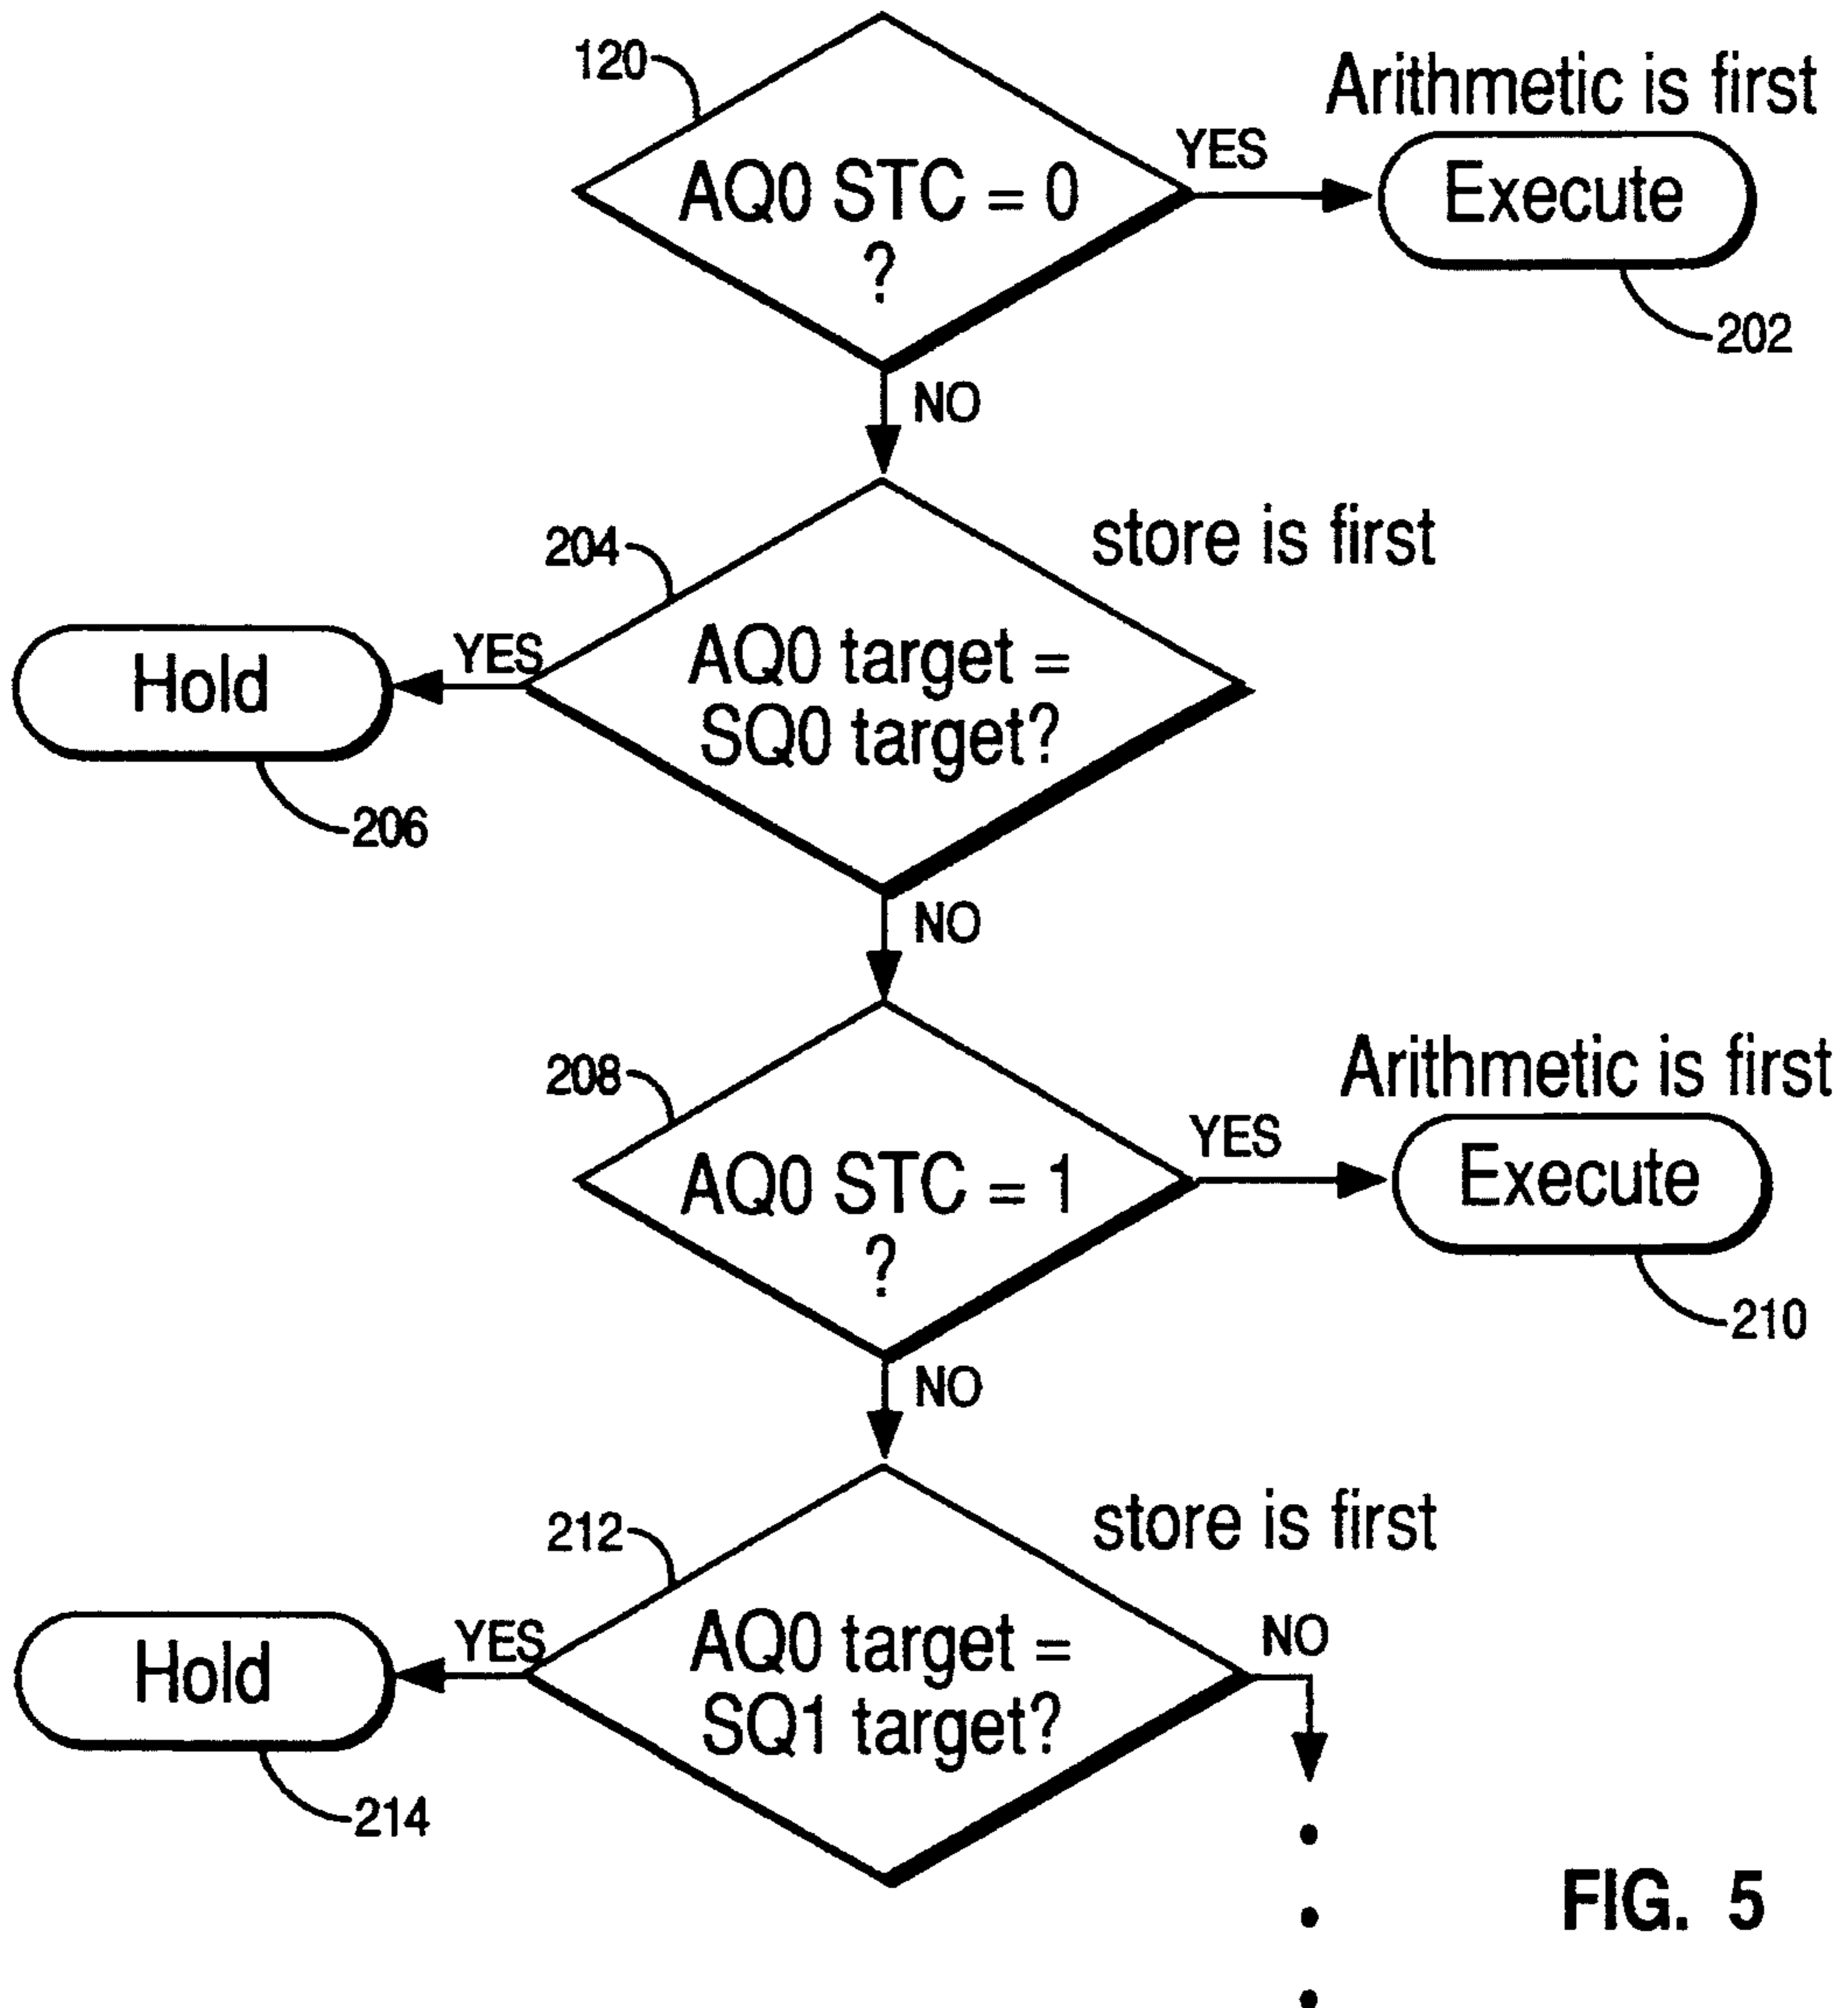 120
Arithmetic is first
AQ0 STC = 0
?
YES
Execute
202
NO
204
store is first
AQ0 target =
SQ0 target?
YES
Hold
206
NO
208
Arithmetic is first
AQ0 STC = 1
?
YES
Execute
210
NO
212
store is first
AQ0 target =
SQ1 target?
YES
Hold
214
NO
FIG. 5